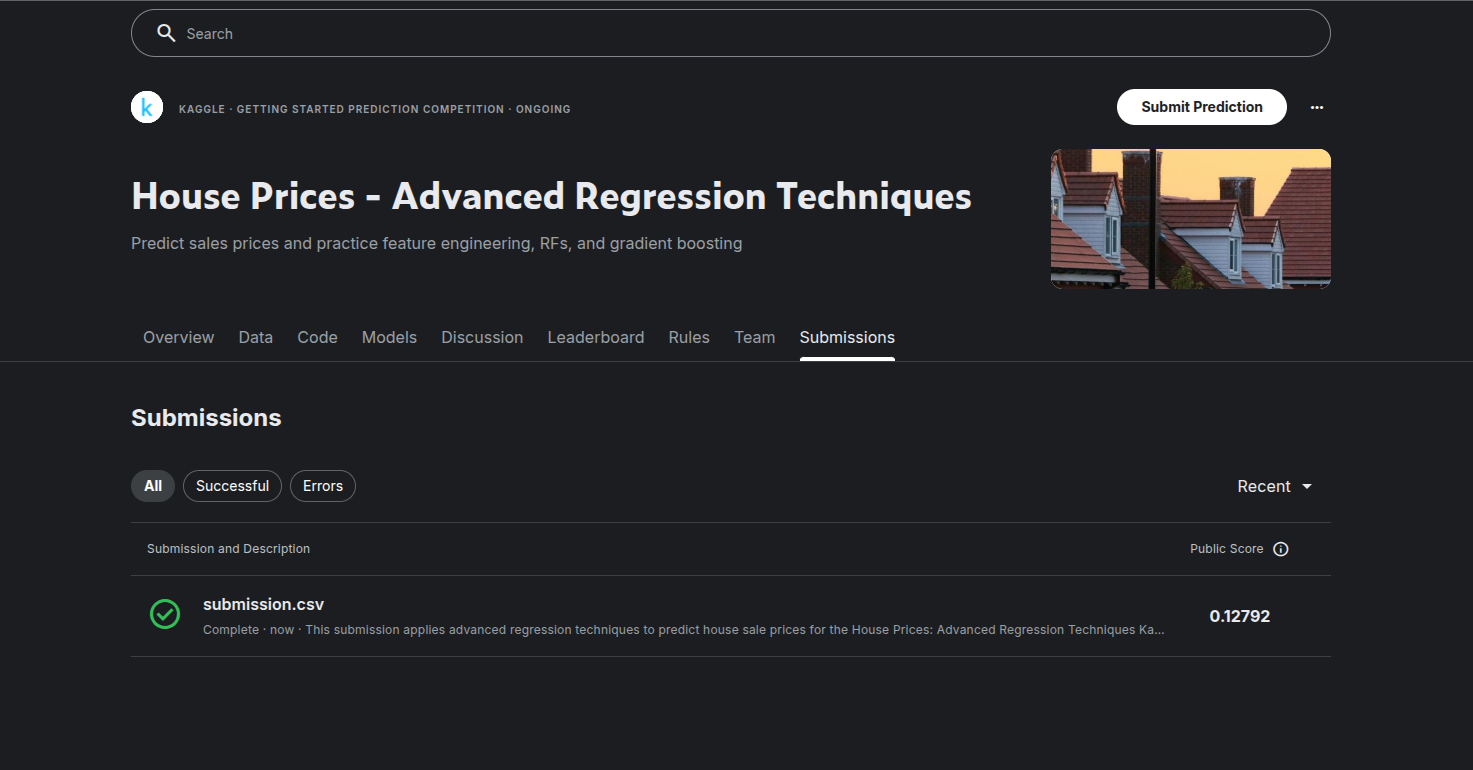 Search
k
KAGGLE · GETTING STARTED PREDICTION COMPETITION · ONGOING
Submit Prediction
House Prices - Advanced Regression Techniques
Predict sales prices and practice feature engineering, RFs, and gradient boosting
Overview Data Code Models Discussion Leaderboard Rules Team Submissions
Submissions
All Successful Errors Recent
Submission and Description Public Score
submission.csv
0.12792
Complete · now · This submission applies advanced regression techniques to predict house sale prices for the House Prices: Advanced Regression Techniques Ka...